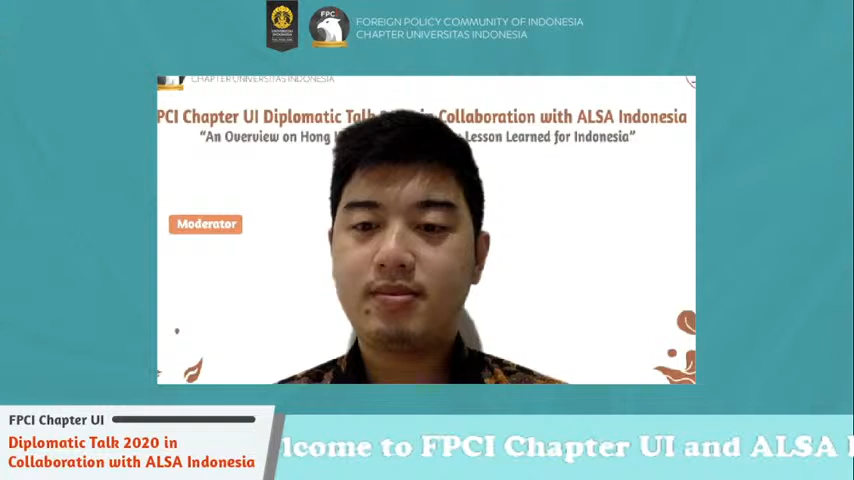 FPC
FOREIGN POLICY COMMUNITY OF INDONESIA
CHAPTER UNIVERSITAS INDONESIA
CHAPTER UNIVERSITAS INDONESIA
PCI Chapter UI Diplomatic Talk in Collaboration with ALSA Indonesia
“An Overview on Hong Lesson Learned for Indonesia”
Moderator
FPCI Chapter UI
Diplomatic Talk 2020 in
Collaboration with ALSA Indonesia
lcome to FPCI Chapter UI and ALSA